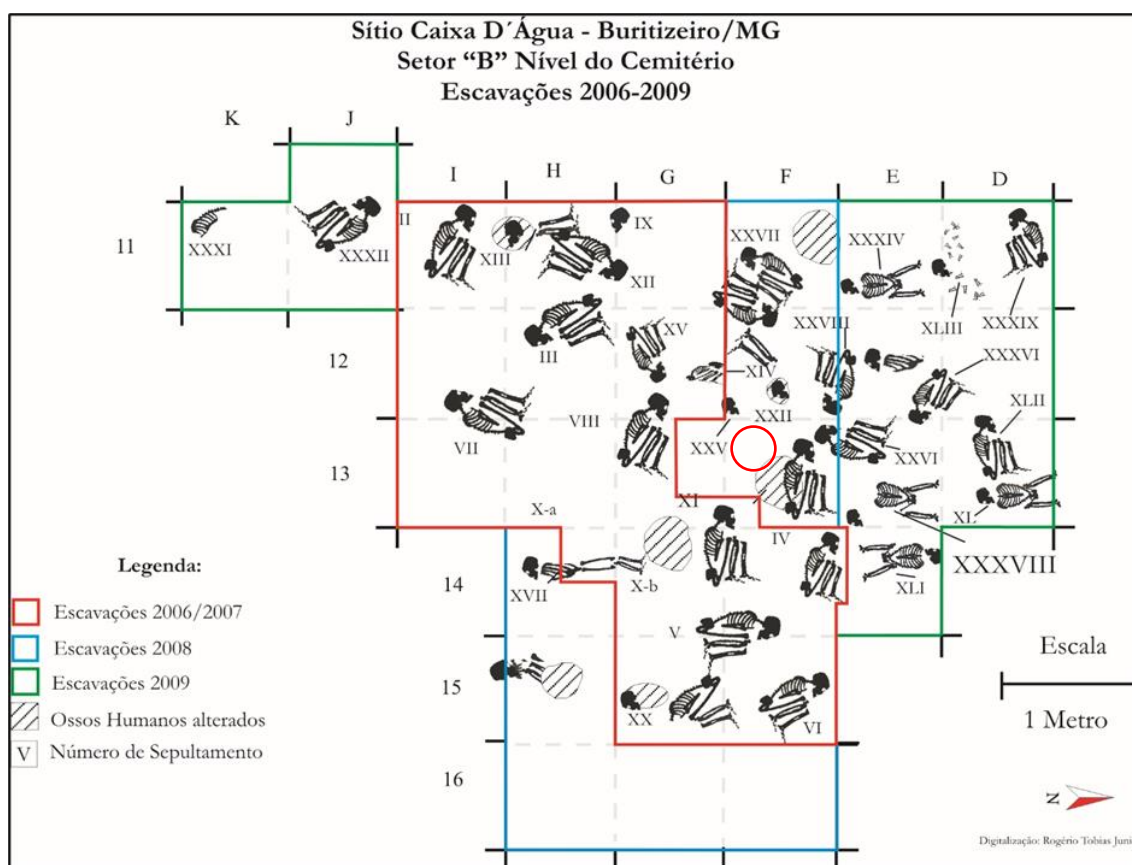 Sítio Caixa D´Água - Buritizeiro/MG
Setor “B” Nível do Cemitério
Escavações 2006-2009
K
J
I
H
G
F
E
D
11
12
13
14
15
16
XXXI
XXXII
II
XIII
IX
XII
XXVII
XXXIV
XLIII
XXXIX
III
XV
XIV
XXVIII
XXXVI
XXII
XLII
VII
VIII
XXV
XXVI
XI
XL
X-a
IV
XXXVIII
XVII
X-b
XLI
V
XX
VI
Legenda:
Escavações 2006/2007
Escavações 2008
Escavações 2009
Ossos Humanos alterados
V Número de Sepultamento
Escala
1 Metro
N
Digitalização: Rogério Tobias Juni